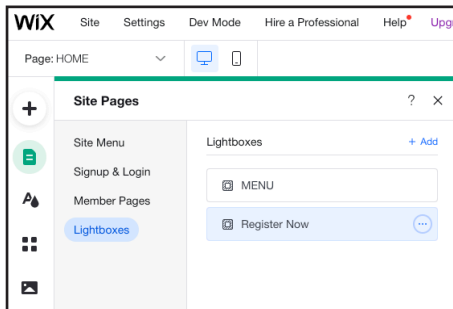 WiX Site Settings Dev Mode Hire a Professional Help Upgr
Page: HOME
Site Pages ? ×
Site Menu
Signup & Login
Member Pages
Lightboxes
Lightboxes + Add
MENU
Register Now